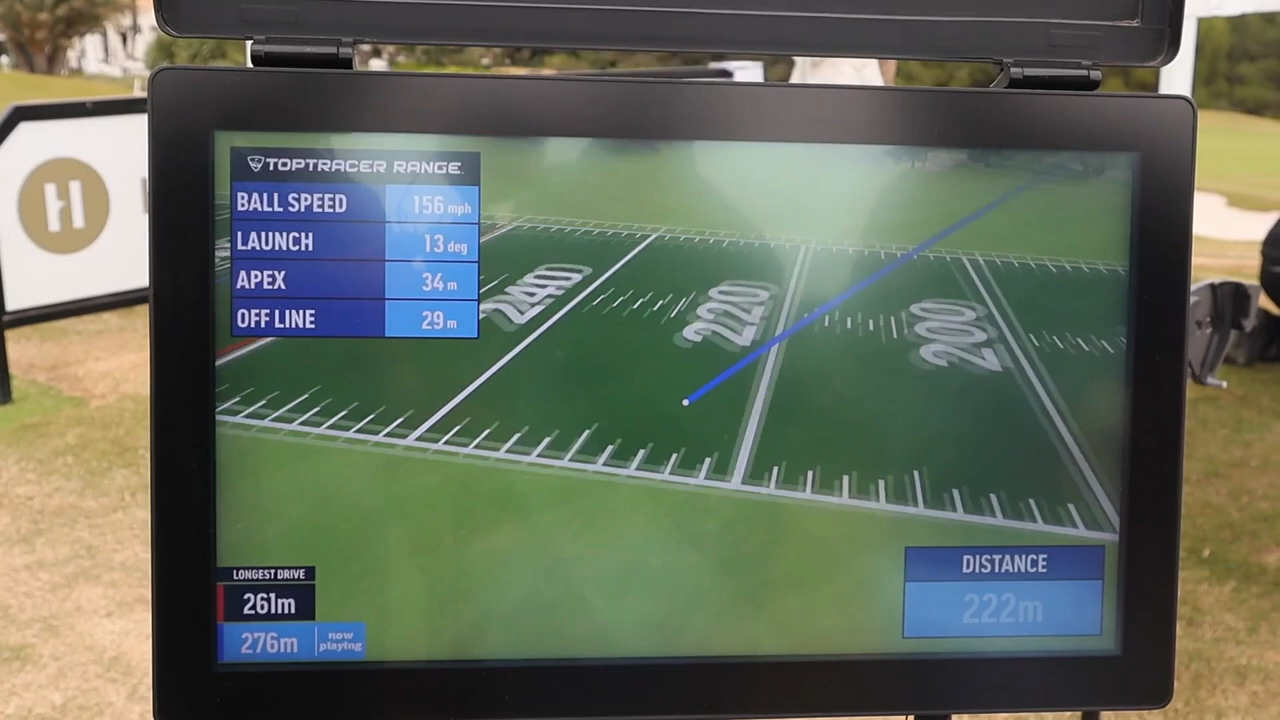 TOPTRACER RANGE
BALL SPEED 156 mph
LAUNCH 13 deg
APEX 34 m
OFF LINE 29 m
240
220
200
LONGEST DRIVE
261m
276m now playing
DISTANCE
222m
H